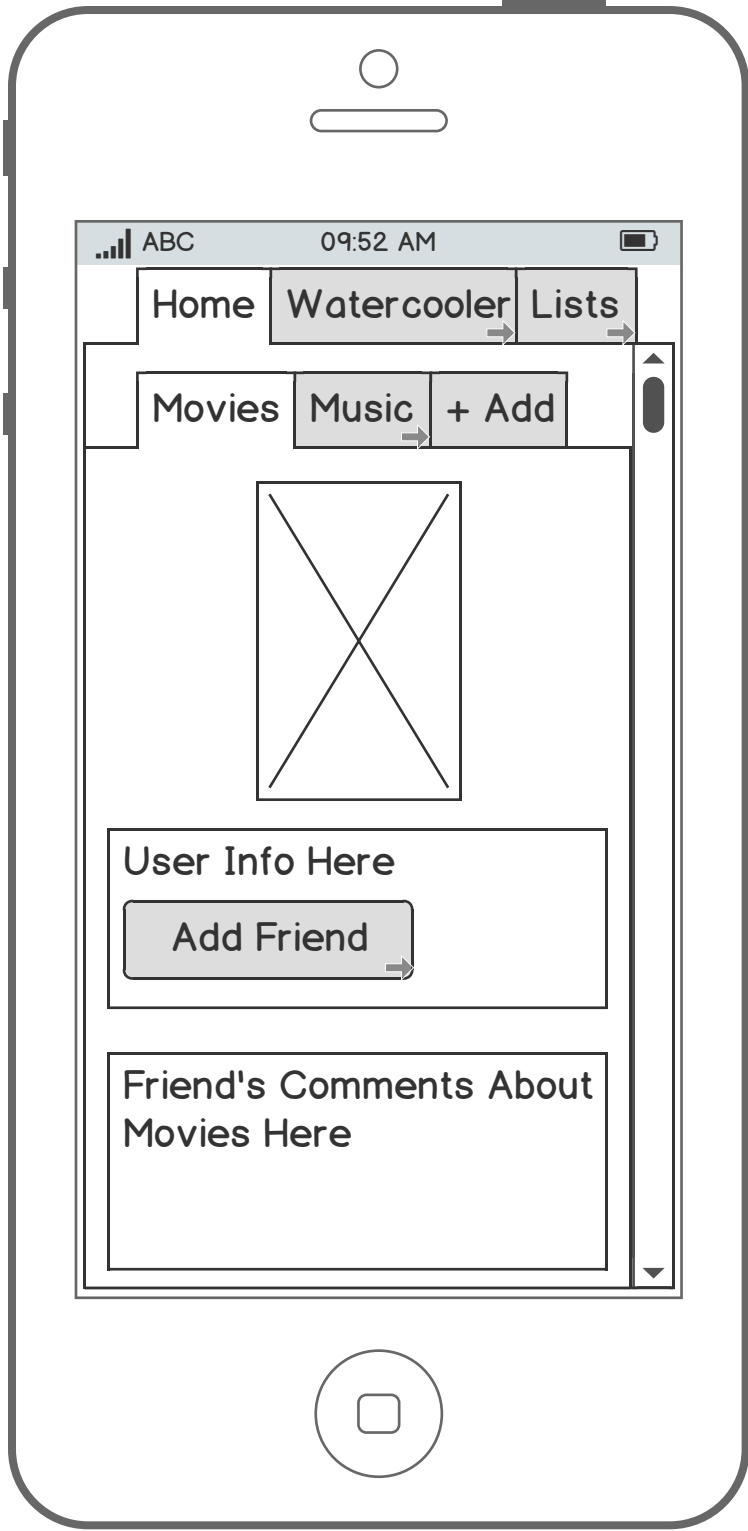 ABC 09:52 AM
Home Watercooler Lists
Movies Music + Add
User Info Here
Add Friend
Friend's Comments About
Movies Here